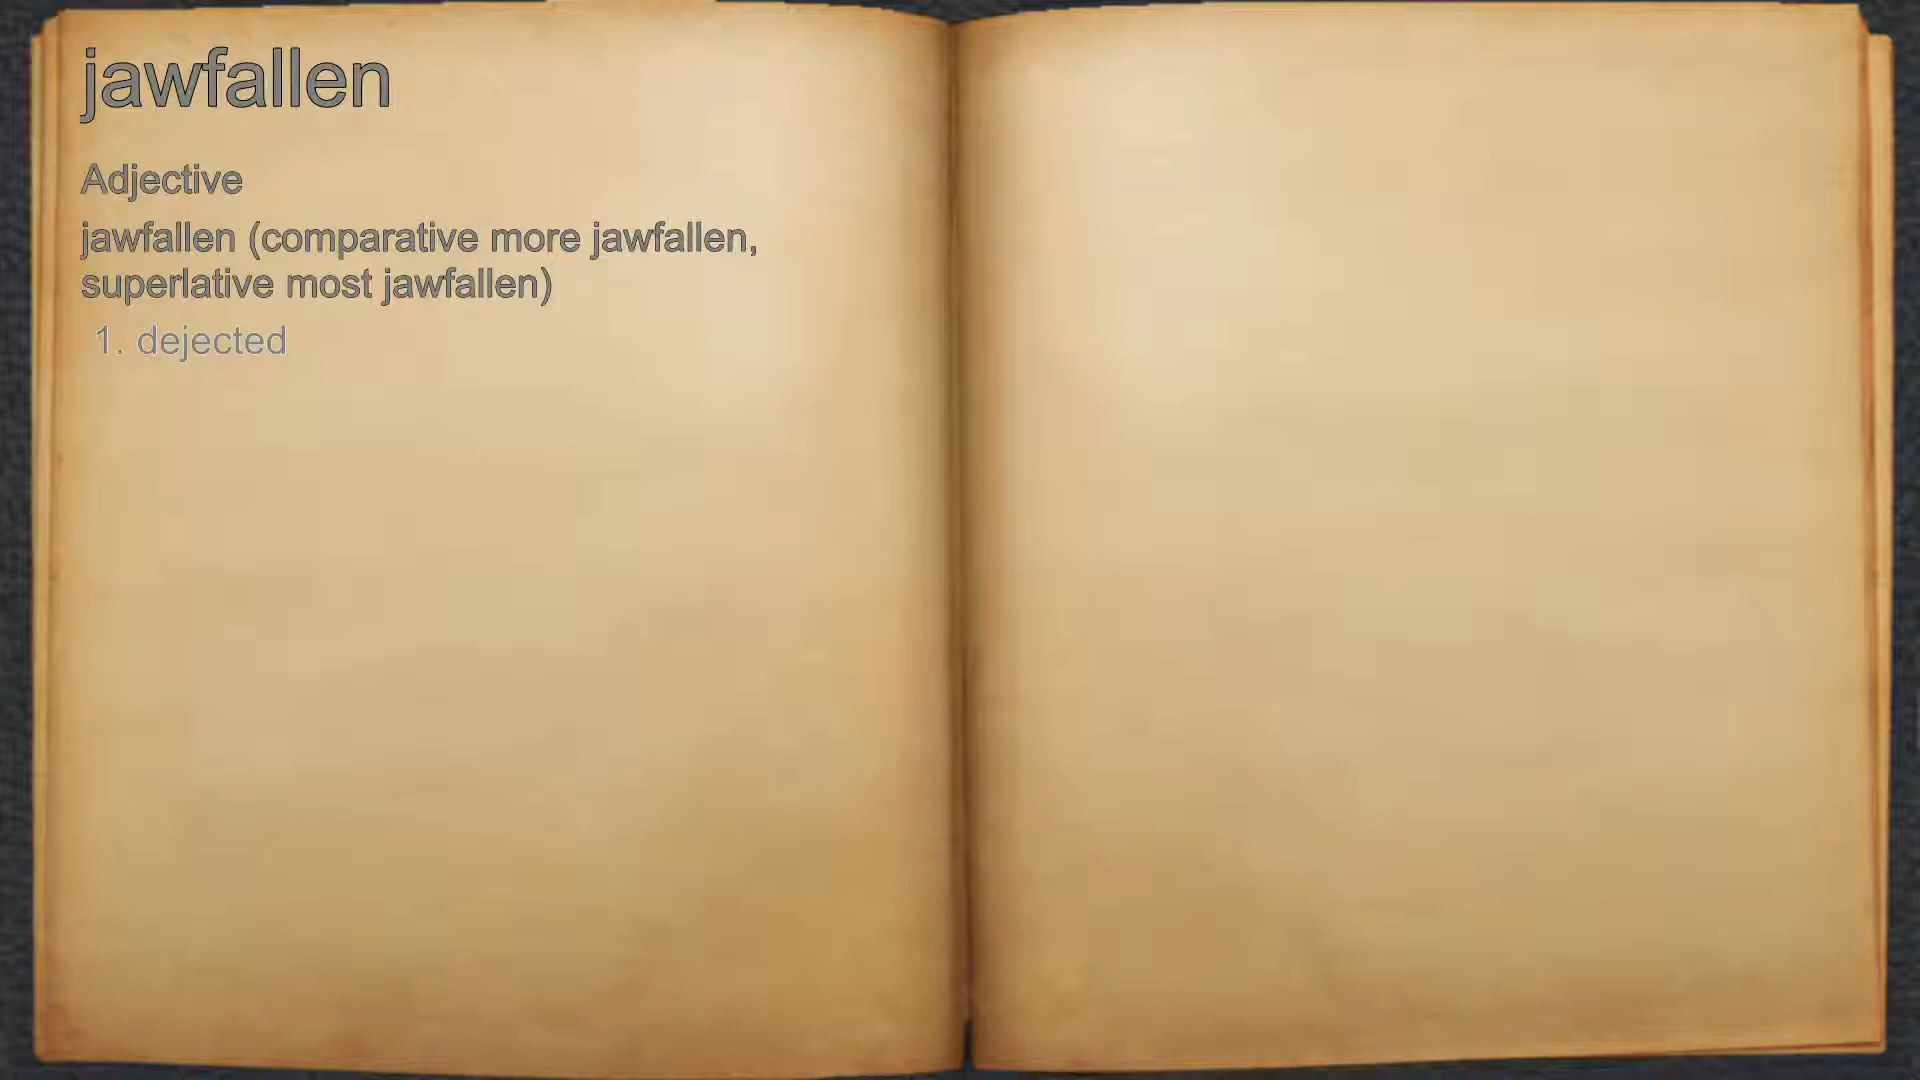 jawfallen
Adjective
jawfallen (comparative more jawfallen,
superlative most jawfallen)
1. dejected